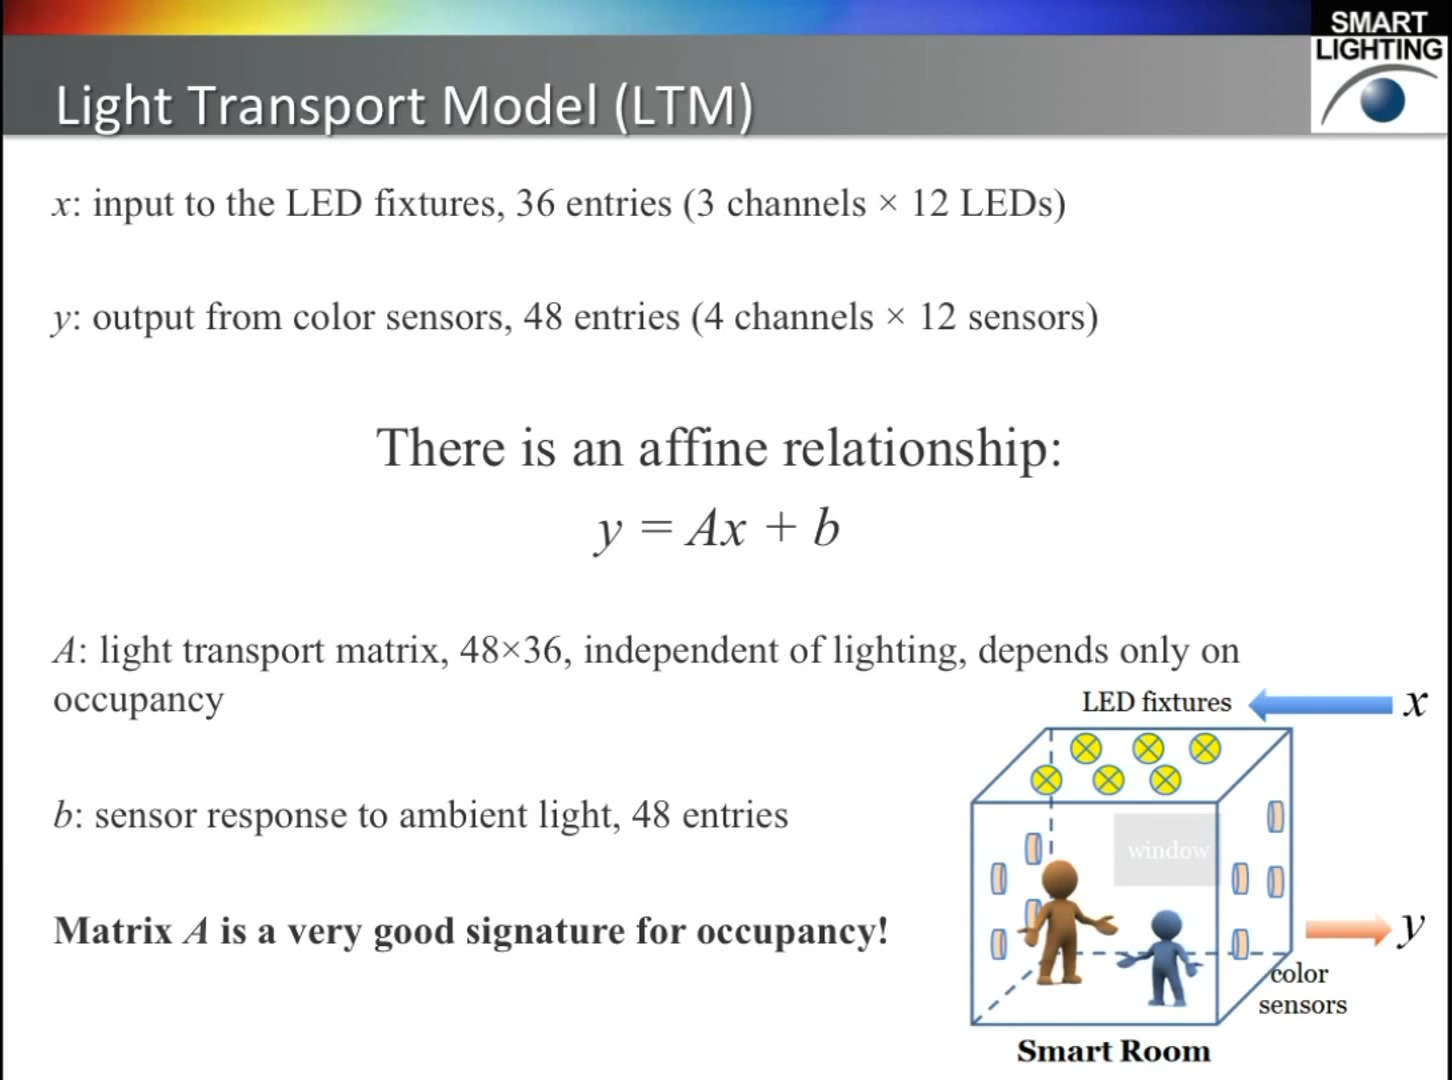 SMART
LIGHTING
Light Transport Model (LTM)
x: input to the LED fixtures, 36 entries (3 channels × 12 LEDs)
y: output from color sensors, 48 entries (4 channels × 12 sensors)
There is an affine relationship:
y = Ax + b
A: light transport matrix, 48×36, independent of lighting, depends only on
occupancy
LED fixtures
x
b: sensor response to ambient light, 48 entries
window
Matrix A is a very good signature for occupancy!
y
color
sensors
Smart Room